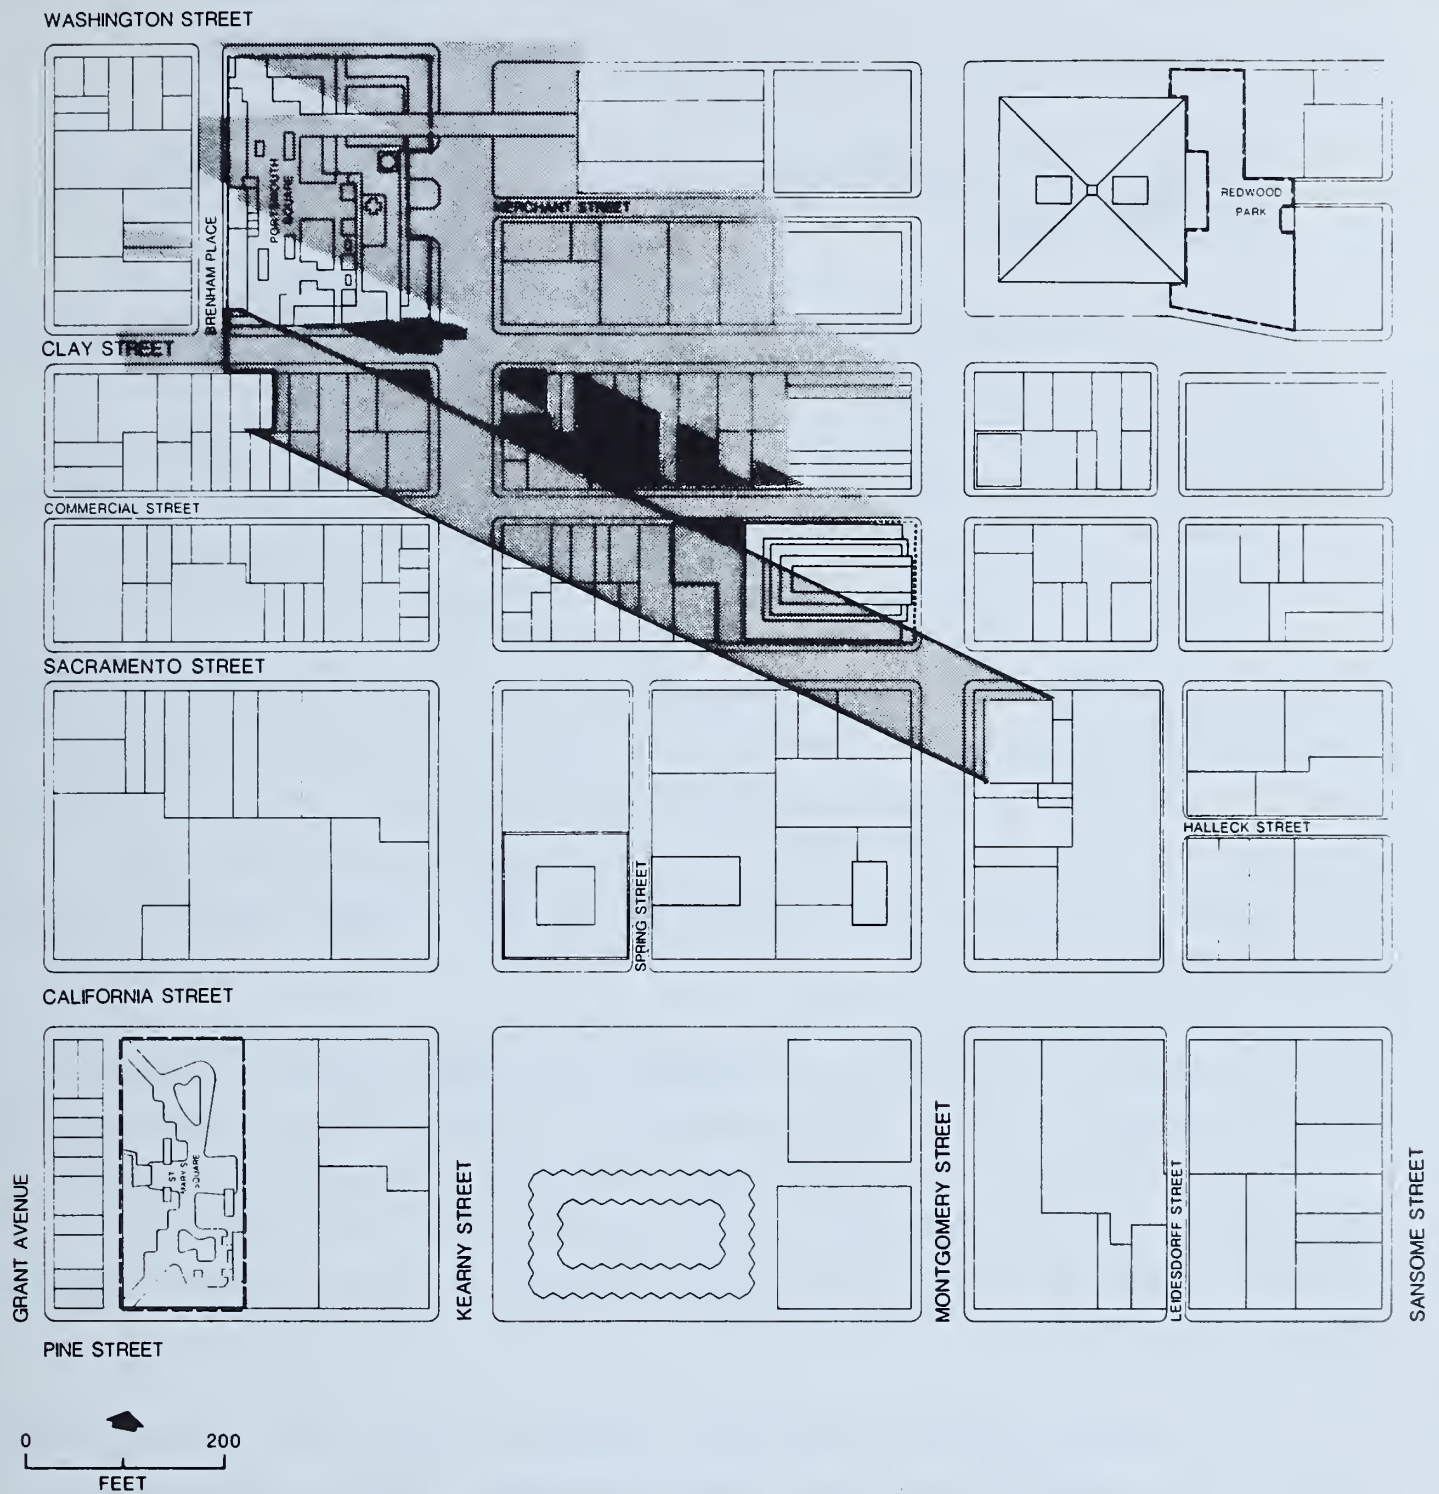 WASHINGTON STREET
PORTSMOUTH
SQUARE
MERCHANT STREET
REDWOOD
PARK
BRENHAM PLACE
CLAY STREET
COMMERCIAL STREET
SACRAMENTO STREET
HALLECK STREET
SPRING STREET
CALIFORNIA STREET
ST
MARY'S
SQUARE
GRANT AVENUE
KEARNY STREET
MONTGOMERY STREET
LEIDESDORFF STREET
SANSOME STREET
PINE STREET
0 200
FEET